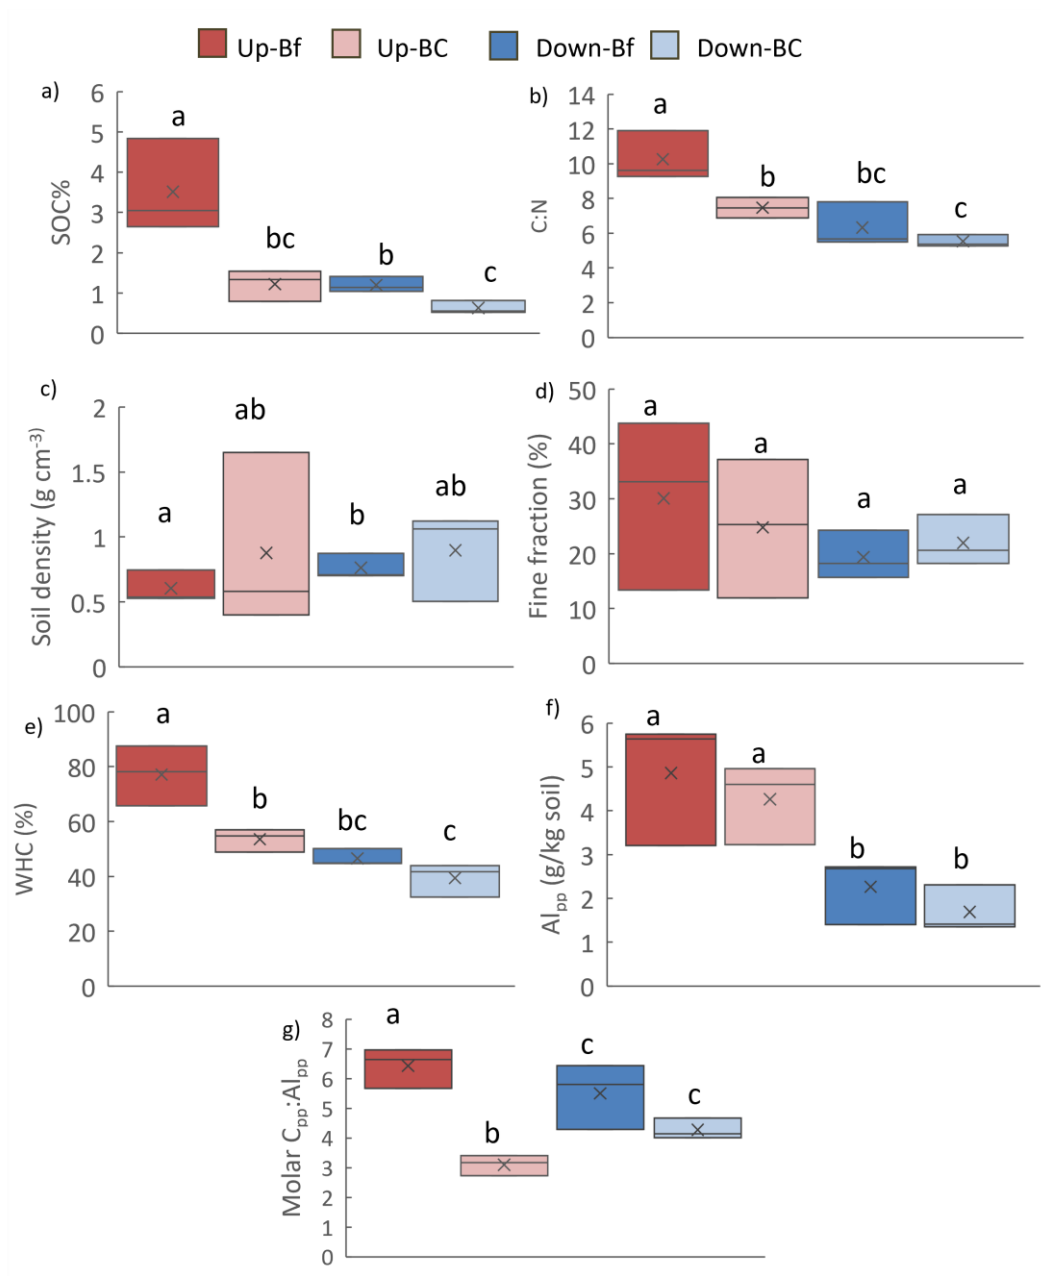 Up-Bf Up-BC Down-Bf Down-BC
a)
6
5
4
3
2
1
0
SOC%
a
bc
b
c
b)
14
12
10
8
6
4
2
0
C:N
a
b
bc
c
c)
2
1.5
1
0.5
0
Soil density (g cm-3)
a
ab
b
ab
d)
50
40
30
20
10
0
Fine fraction (%)
a
a
a
a
e)
100
80
60
40
20
0
WHC (%)
a
b
bc
c
f)
6
5
4
3
2
1
0
Alpp (g/kg soil)
a
a
b
b
g)
8
7
6
5
4
3
2
1
0
Molar Cpp:Alpp
a
b
c
c